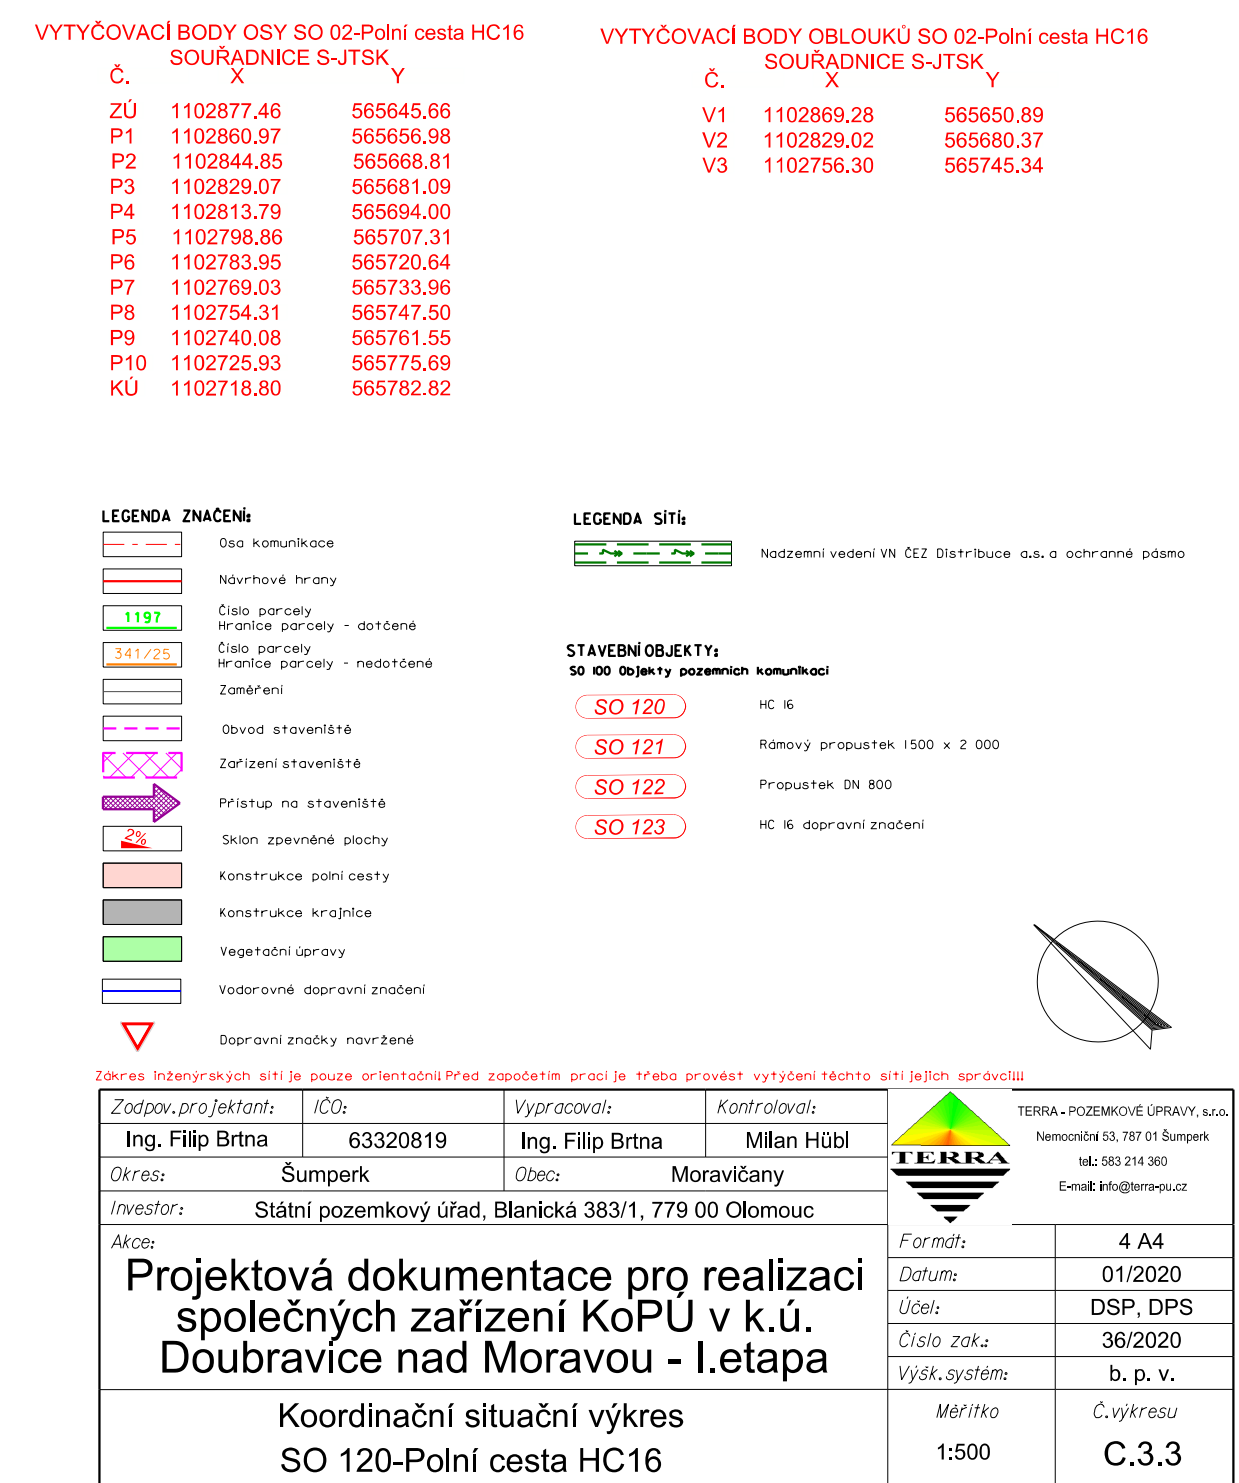 VYTYČOVACÍ BODY OSY SO 02-Polní cesta HC16
SOUŘADNICE S-JTSK
Č. X Y
ZÚ 1102877.46 565645.66
P1 1102860.97 565656.98
P2 1102844.85 565668.81
P3 1102829.07 565681.09
P4 1102813.79 565694.00
P5 1102798.86 565707.31
P6 1102783.95 565720.64
P7 1102769.03 565733.96
P8 1102754.31 565747.50
P9 1102740.08 565761.55
P10 1102725.93 565775.69
KÚ 1102718.80 565782.82
VYTYČOVACÍ BODY OBLOUKŮ SO 02-Polní cesta HC16
SOUŘADNICE S-JTSK
Č. X Y
V1 1102869.28 565650.89
V2 1102829.02 565680.37
V3 1102756.30 565745.34
LEGENDA ZNAČENÍ:
Osa komunikace
Návrhové hrany
1197
Číslo parcely
Hranice parcely - dotčené
341/25
Číslo parcely
Hranice parcely - nedotčené
Zaměření
Obvod staveniště
Zařízení staveniště
Přístup na staveniště
2%
Sklon zpevněné plochy
Konstrukce polní cesty
Konstrukce krajnice
Vegetační úpravy
Vodorovné dopravní značení
Dopravní značky navržené
LEGENDA SÍTÍ:
Nadzemní vedení VN ČEZ Distribuce a.s. a ochranné pásmo
STAVEBNÍ OBJEKTY:
SO 100 Objekty pozemních komunikací
SO 120 HC 16
SO 121 Rámový propustek 1500 x 2 000
SO 122 Propustek DN 800
SO 123 HC 16 dopravní značení
Zákres inženýrských sítí je pouze orientační! Před započetím prací je třeba provést vytýčení těchto sítí jejich správci!!!
Zodpov. projektant: IČO: Vypracoval: Kontroloval:
Ing. Filip Brtna 63320819 Ing. Filip Brtna Milan Hübl
Okres: Šumperk Obec: Moravičany
Investor: Státní pozemkový úřad, Blanická 383/1, 779 00 Olomouc
TERRA
TERRA - POZEMKOVÉ ÚPRAVY, s.r.o.
Nemocniční 53, 787 01 Šumperk
tel.: 583 214 360
E-mail: info@terra-pu.cz
Akce:
Projektová dokumentace pro realizaci
společných zařízení KoPÚ v k.ú.
Doubravice nad Moravou - I.etapa
Formát: 4 A4
Datum: 01/2020
Účel: DSP, DPS
Číslo zak.: 36/2020
Výšk. systém: b. p. v.
Koordinační situační výkres
SO 120-Polní cesta HC16
Měřítko Č.výkresu
1:500 C.3.3